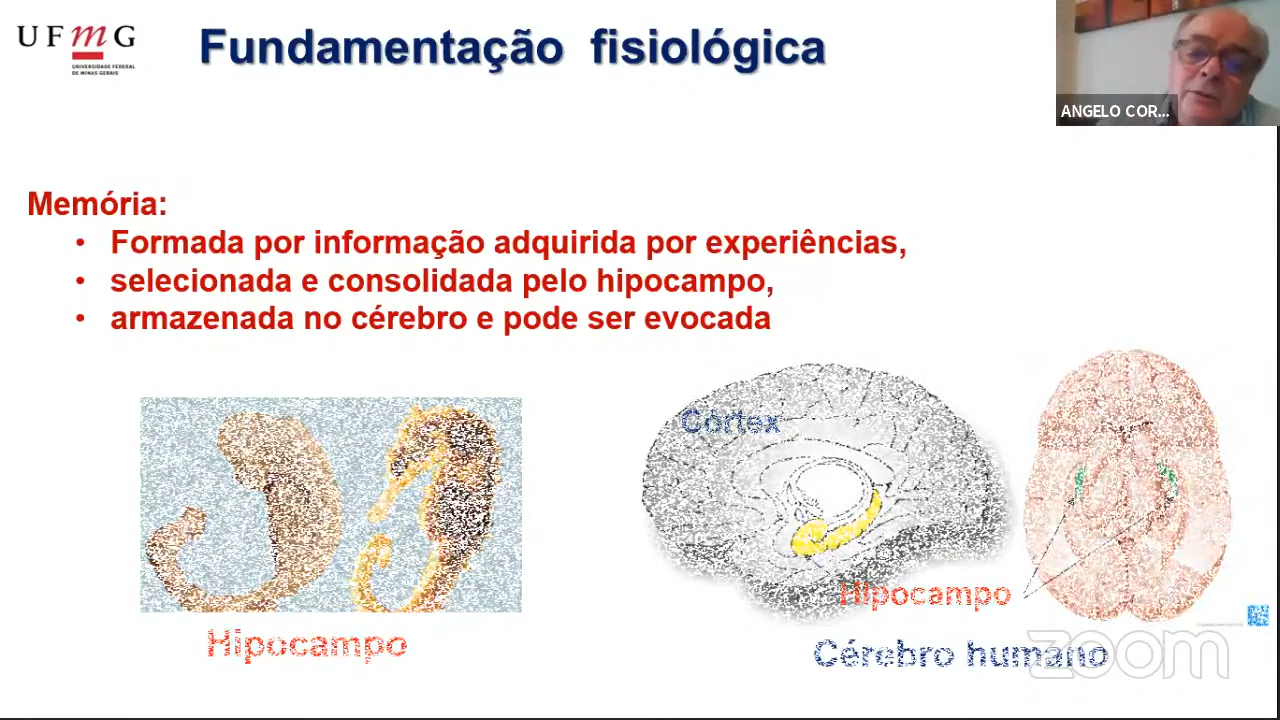 UFmG
UNIVERSIDADE FEDERAL
DE MINAS GERAIS
Fundamentação fisiológica
ANGELO COR...
Memória:
• Formada por informação adquirida por experiências,
• selecionada e consolidada pelo hipocampo,
• armazenada no cérebro e pode ser evocada
Córtex
Hipocampo
Hipocampo
Cérebro humano
zoom